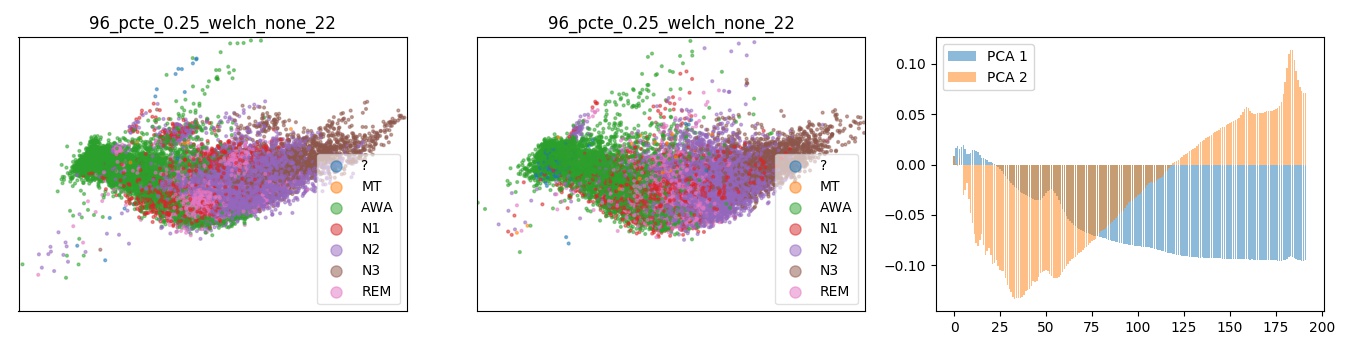 96_pcte_0.25_welch_none_22
?
MT
AWA
N1
N2
N3
REM
96_pcte_0.25_welch_none_22
?
MT
AWA
N1
N2
N3
REM
PCA 1
PCA 2
0.10
0.05
0.00
−0.05
−0.10
0 25 50 75 100 125 150 175 200